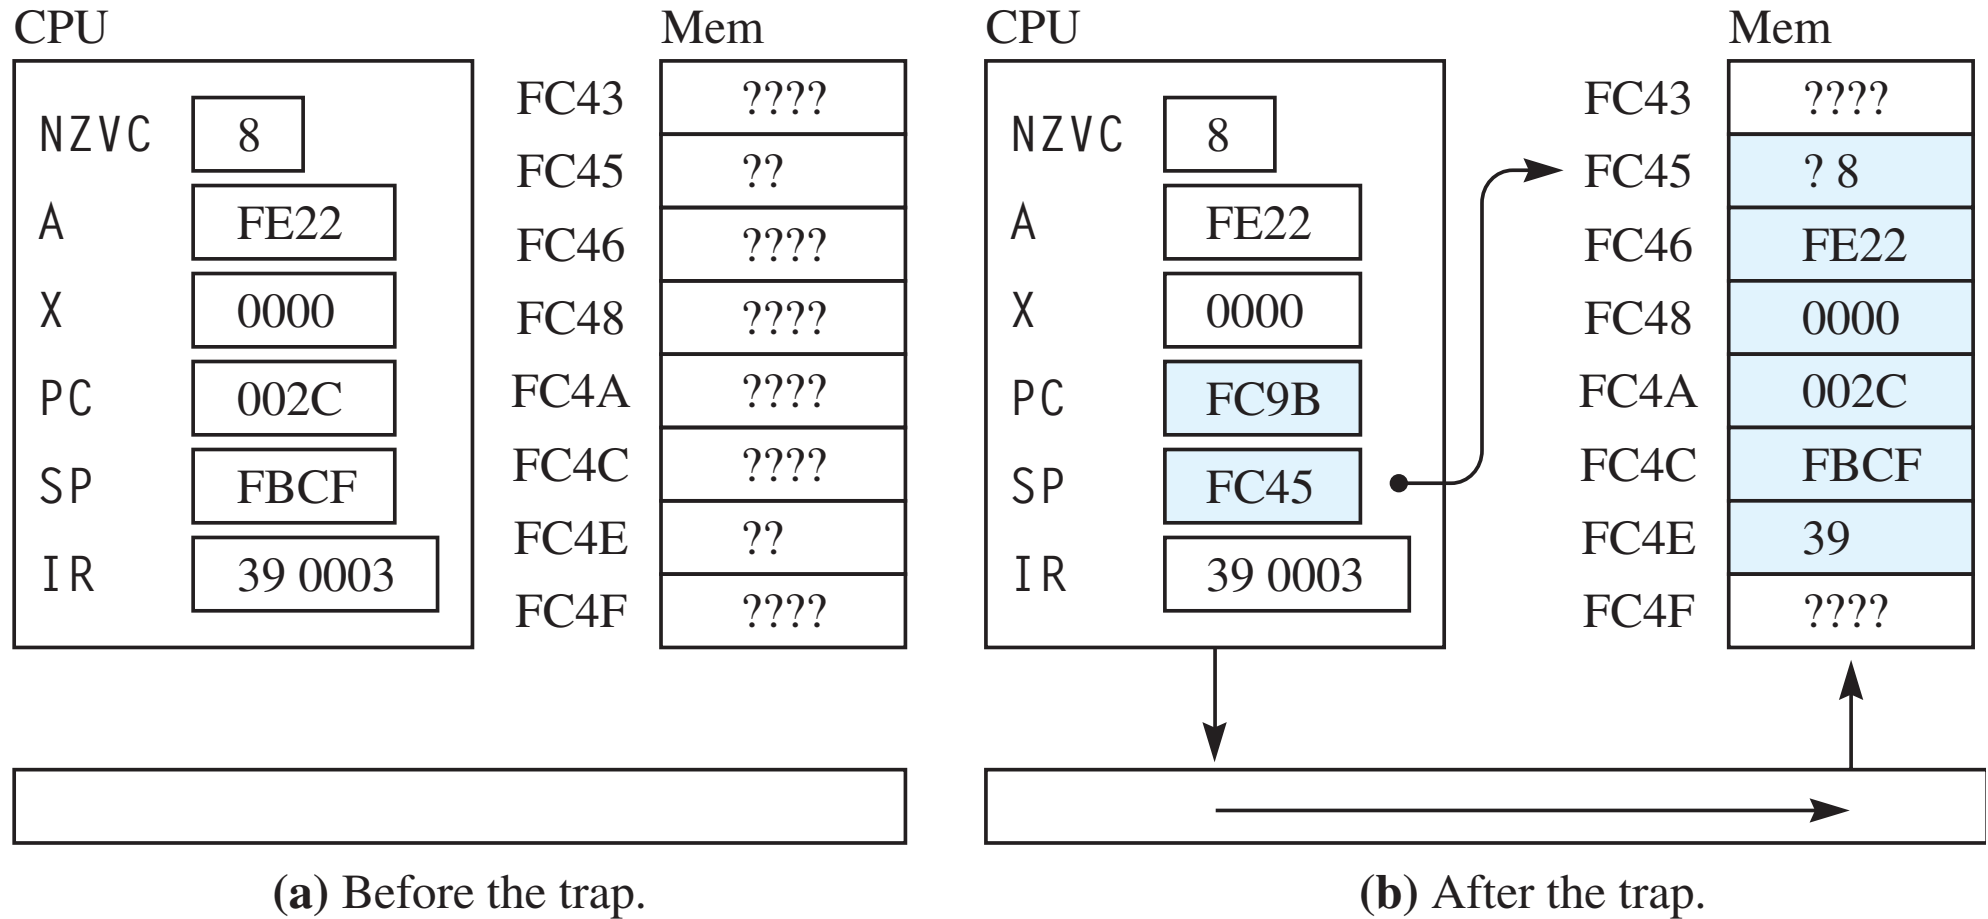 CPU Mem
NZVC 8
A FE22
X 0000
PC 002C
SP FBCF
IR 39 0003
FC43 ????
FC45 ??
FC46 ????
FC48 ????
FC4A ????
FC4C ????
FC4E ??
FC4F ????
(a) Before the trap.
CPU Mem
NZVC 8
A FE22
X 0000
PC FC9B
SP FC45
IR 39 0003
FC43 ????
FC45 ? 8
FC46 FE22
FC48 0000
FC4A 002C
FC4C FBCF
FC4E 39
FC4F ????
(b) After the trap.